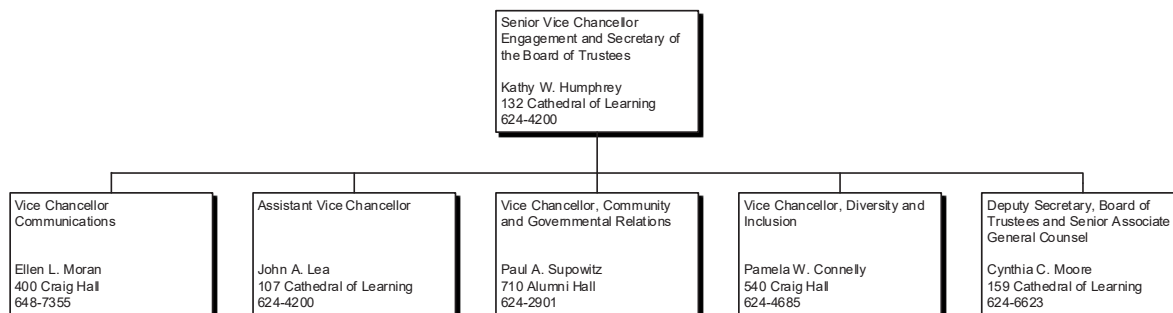 Senior Vice Chancellor
Engagement and Secretary of
the Board of Trustees
Kathy W. Humphrey
132 Cathedral of Learning
624-4200
Vice Chancellor
Communications
Ellen L. Moran
400 Craig Hall
648-7355
Assistant Vice Chancellor
John A. Lea
107 Cathedral of Learning
624-4200
Vice Chancellor, Community
and Governmental Relations
Paul A. Supowitz
710 Alumni Hall
624-2901
Vice Chancellor, Diversity and
Inclusion
Pamela W. Connelly
540 Craig Hall
624-4685
Deputy Secretary, Board of
Trustees and Senior Associate
General Counsel
Cynthia C. Moore
159 Cathedral of Learning
624-6623